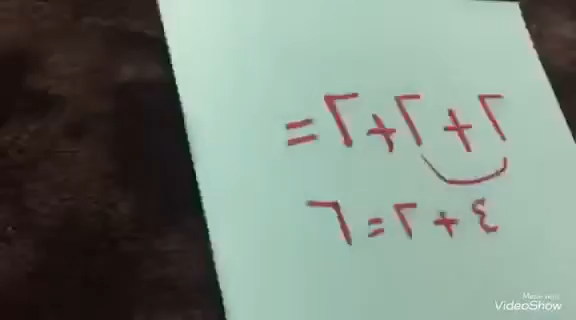 ٢ + ٢ + ٢ =
٤ + ٢ = ٦
Made with
VideoShow